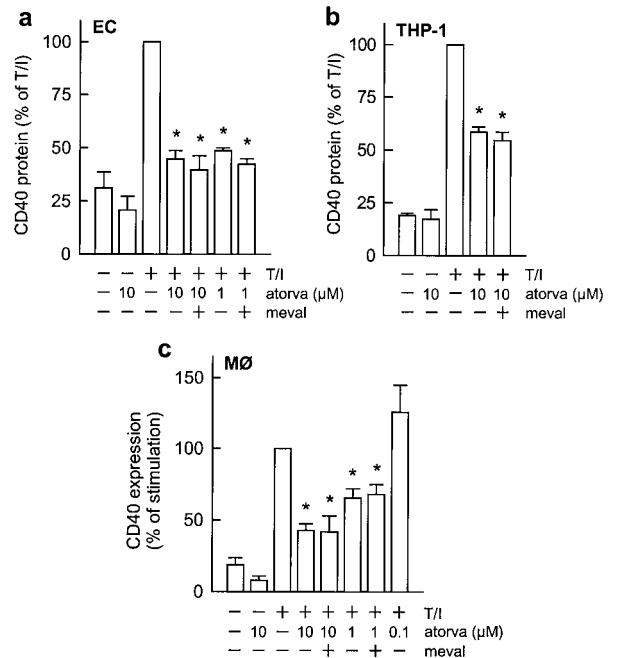 a
EC
CD40 protein (% of T/I)
100
75
50
25
0
* * * *
− − + + + + + T/I
− 10 − 10 10 1 1 atorva (µM)
− − − − + − + meval
b
THP-1
CD40 protein (% of T/I)
100
75
50
25
0
* *
− − + + + T/I
− 10 − 10 10 atorva (µM)
− − − − + meval
c
MØ
CD40 expression
(% of stimulation)
150
100
50
0
* * * *
− − + + + + + + T/I
− 10 − 10 10 1 1 0.1 atorva (µM)
− − − − + − + − meval